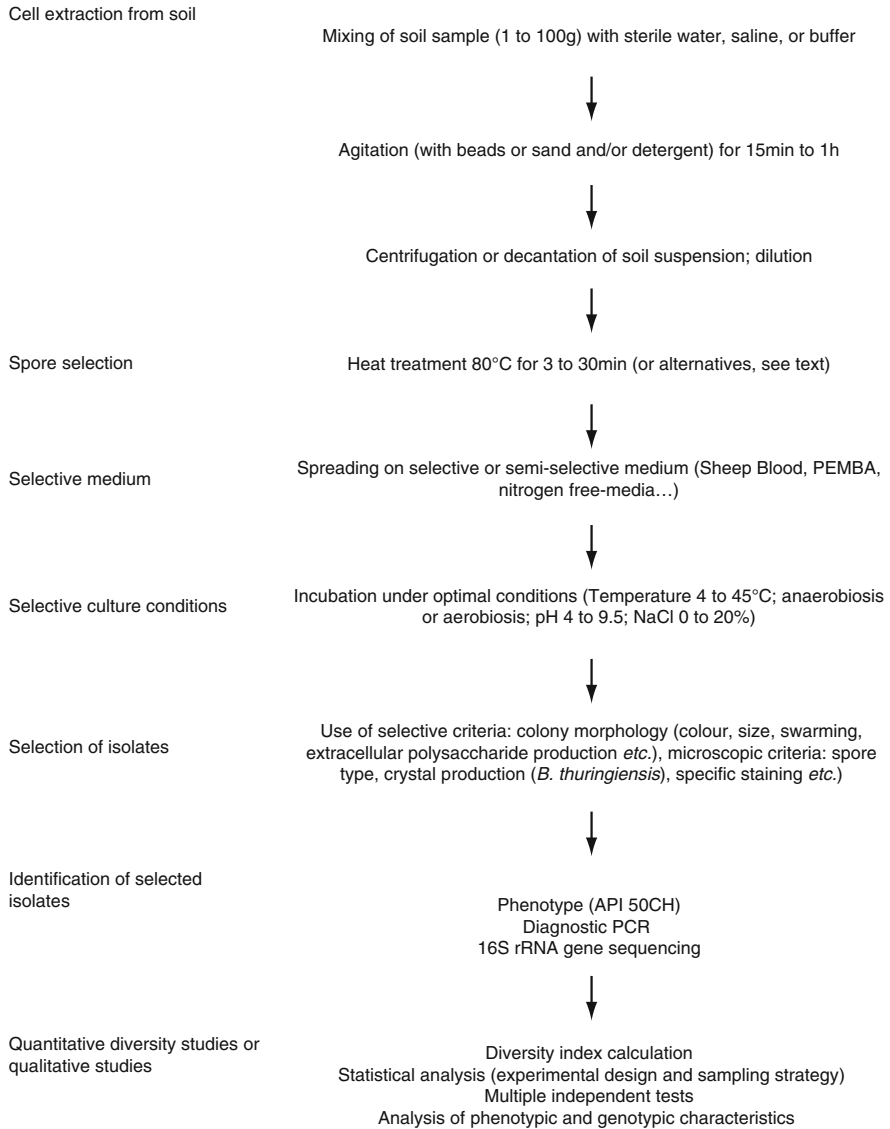 Cell extraction from soil
Mixing of soil sample (1 to 100g) with sterile water, saline, or buffer
Agitation (with beads or sand and/or detergent) for 15min to 1h
Centrifugation or decantation of soil suspension; dilution
Spore selection
Heat treatment 80°C for 3 to 30min (or alternatives, see text)
Selective medium
Spreading on selective or semi-selective medium (Sheep Blood, PEMBA,
nitrogen free-media…)
Selective culture conditions
Incubation under optimal conditions (Temperature 4 to 45°C; anaerobiosis
or aerobiosis; pH 4 to 9.5; NaCl 0 to 20%)
Selection of isolates
Use of selective criteria: colony morphology (colour, size, swarming,
extracellular polysaccharide production etc.), microscopic criteria: spore
type, crystal production (B. thuringiensis), specific staining etc.)
Identification of selected
isolates
Phenotype (API 50CH)
Diagnostic PCR
16S rRNA gene sequencing
Quantitative diversity studies or
qualitative studies
Diversity index calculation
Statistical analysis (experimental design and sampling strategy)
Multiple independent tests
Analysis of phenotypic and genotypic characteristics